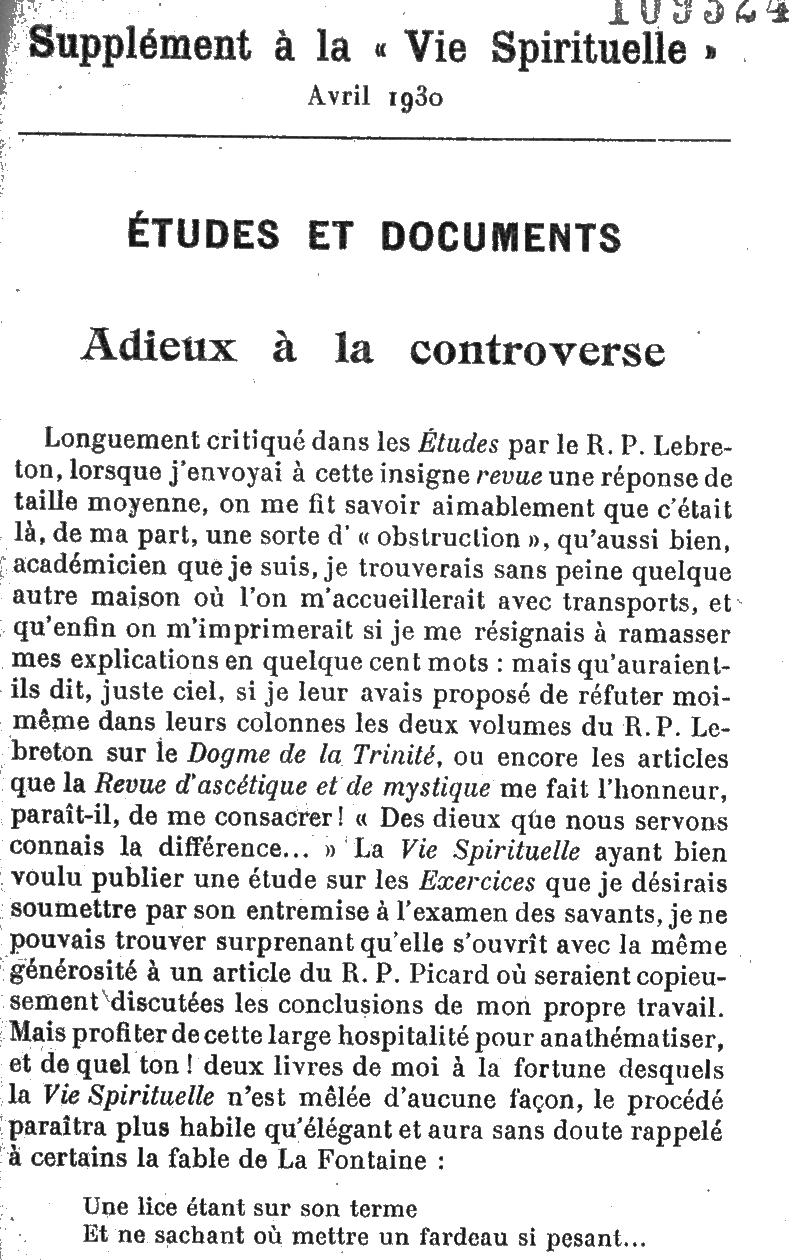 Supplément à la « Vie Spirituelle »
Avril 1930
ÉTUDES ET DOCUMENTS
Adieux à la controverse
Longuement critiqué dans les Études par le R. P. Lebre-
ton, lorsque j'envoyai à cette insigne revue une réponse de
taille moyenne, on me fit savoir aimablement que c'était
là, de ma part, une sorte d' « obstruction », qu'aussi bien,
académicien que je suis, je trouverais sans peine quelque
autre maison où l'on m'accueillerait avec transports, et
qu'enfin on m'imprimerait si je me résignais à ramasser
mes explications en quelque cent mots : mais qu'auraient-
ils dit, juste ciel, si je leur avais proposé de réfuter moi-
même dans leurs colonnes les deux volumes du R. P. Le-
breton sur le Dogme de la Trinité, ou encore les articles
que la Revue d'ascétique et de mystique me fait l'honneur,
paraît-il, de me consacrer ! « Des dieux que nous servons
connais la différence... » La Vie Spirituelle ayant bien
voulu publier une étude sur les Exercices que je désirais
soumettre par son entremise à l'examen des savants, je ne
pouvais trouver surprenant qu'elle s'ouvrît avec la même
générosité à un article du R. P. Picard où seraient copieu-
sement discutées les conclusions de mon propre travail.
Mais profiter de cette large hospitalité pour anathématiser,
et de quel ton ! deux livres de moi à la fortune desquels
la Vie Spirituelle n'est mêlée d'aucune façon, le procédé
paraîtra plus habile qu'élégant et aura sans doute rappelé
à certains la fable de La Fontaine :
Une lice étant sur son terme
Et ne sachant où mettre un fardeau si pesant...